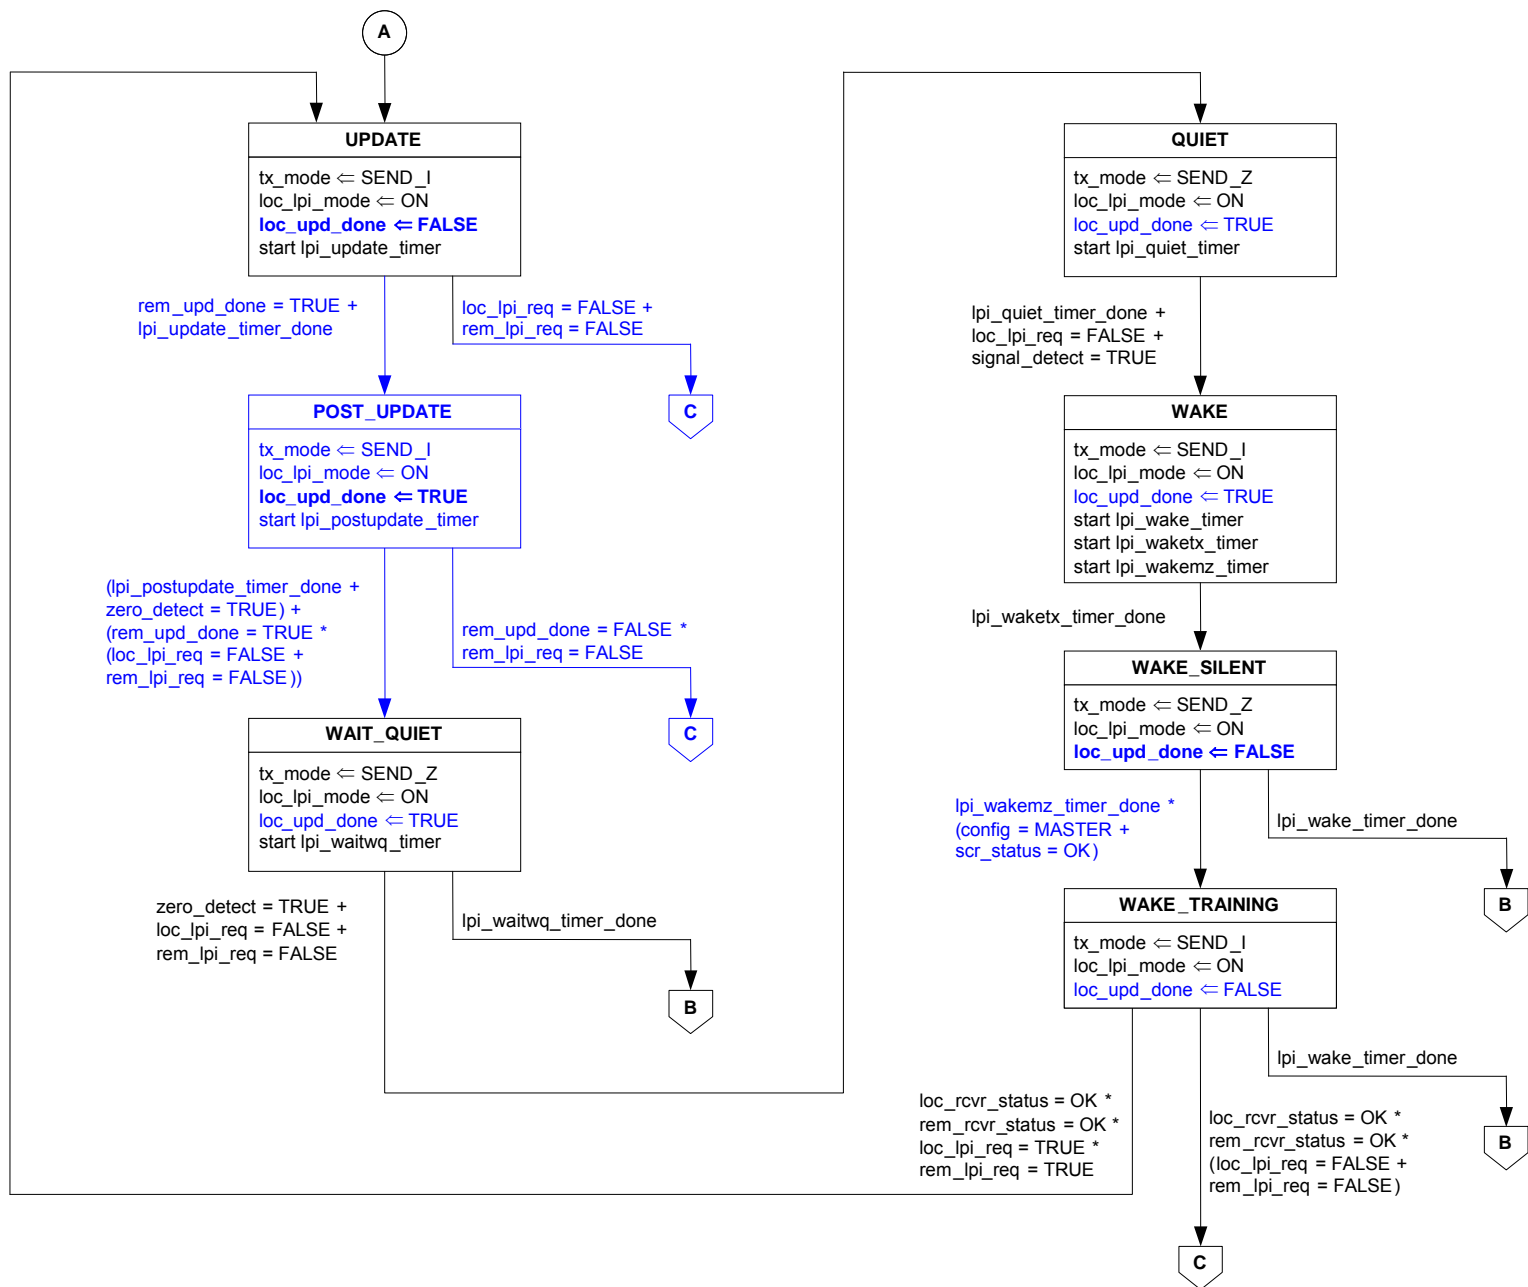 A
UPDATE
tx_mode ⇐ SEND_I
loc_lpi_mode ⇐ ON
loc_upd_done ⇐ FALSE
start lpi_update_timer
rem_upd_done = TRUE +
lpi_update_timer_done
loc_lpi_req = FALSE +
rem_lpi_req = FALSE
C
POST_UPDATE
tx_mode ⇐ SEND_I
loc_lpi_mode ⇐ ON
loc_upd_done ⇐ TRUE
start lpi_postupdate_timer
(lpi_postupdate_timer_done +
zero_detect = TRUE) +
(rem_upd_done = TRUE *
(loc_lpi_req = FALSE +
rem_lpi_req = FALSE))
rem_upd_done = FALSE *
rem_lpi_req = FALSE
C
WAIT_QUIET
tx_mode ⇐ SEND_Z
loc_lpi_mode ⇐ ON
loc_upd_done ⇐ TRUE
start lpi_waitwq_timer
zero_detect = TRUE +
loc_lpi_req = FALSE +
rem_lpi_req = FALSE
lpi_waitwq_timer_done
B
QUIET
tx_mode ⇐ SEND_Z
loc_lpi_mode ⇐ ON
loc_upd_done ⇐ TRUE
start lpi_quiet_timer
lpi_quiet_timer_done +
loc_lpi_req = FALSE +
signal_detect = TRUE
WAKE
tx_mode ⇐ SEND_I
loc_lpi_mode ⇐ ON
loc_upd_done ⇐ TRUE
start lpi_wake_timer
start lpi_waketx_timer
start lpi_wakemz_timer
lpi_waketx_timer_done
WAKE_SILENT
tx_mode ⇐ SEND_Z
loc_lpi_mode ⇐ ON
loc_upd_done ⇐ FALSE
lpi_wakemz_timer_done *
(config = MASTER +
scr_status = OK)
lpi_wake_timer_done
B
WAKE_TRAINING
tx_mode ⇐ SEND_I
loc_lpi_mode ⇐ ON
loc_upd_done ⇐ FALSE
loc_rcvr_status = OK *
rem_rcvr_status = OK *
loc_lpi_req = TRUE *
rem_lpi_req = TRUE
loc_rcvr_status = OK *
rem_rcvr_status = OK *
(loc_lpi_req = FALSE +
rem_lpi_req = FALSE)
lpi_wake_timer_done
B
C